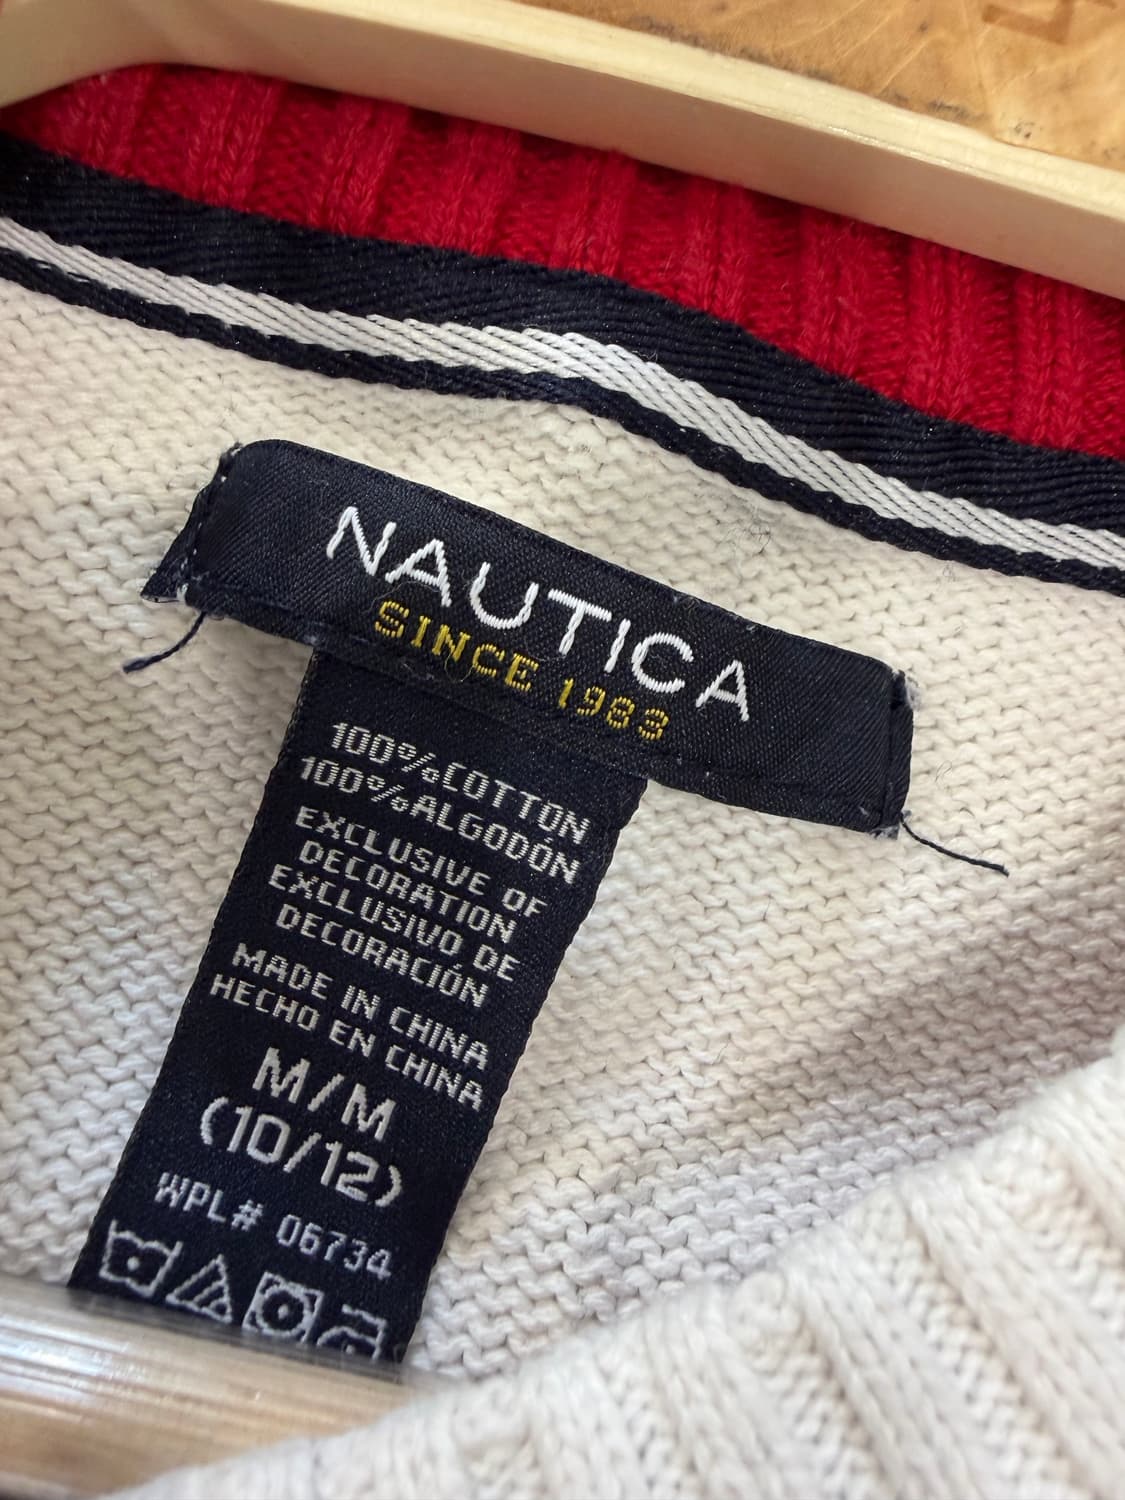 NAUTICA
SINCE 1983
100%COTTON
100%ALGODÓN
EXCLUSIVE OF
DECORATION
EXCLUSIVO DE
DECORACIÓN
MADE IN CHINA
HECHO EN CHINA
M/M
(10/12)
WPL# 06734